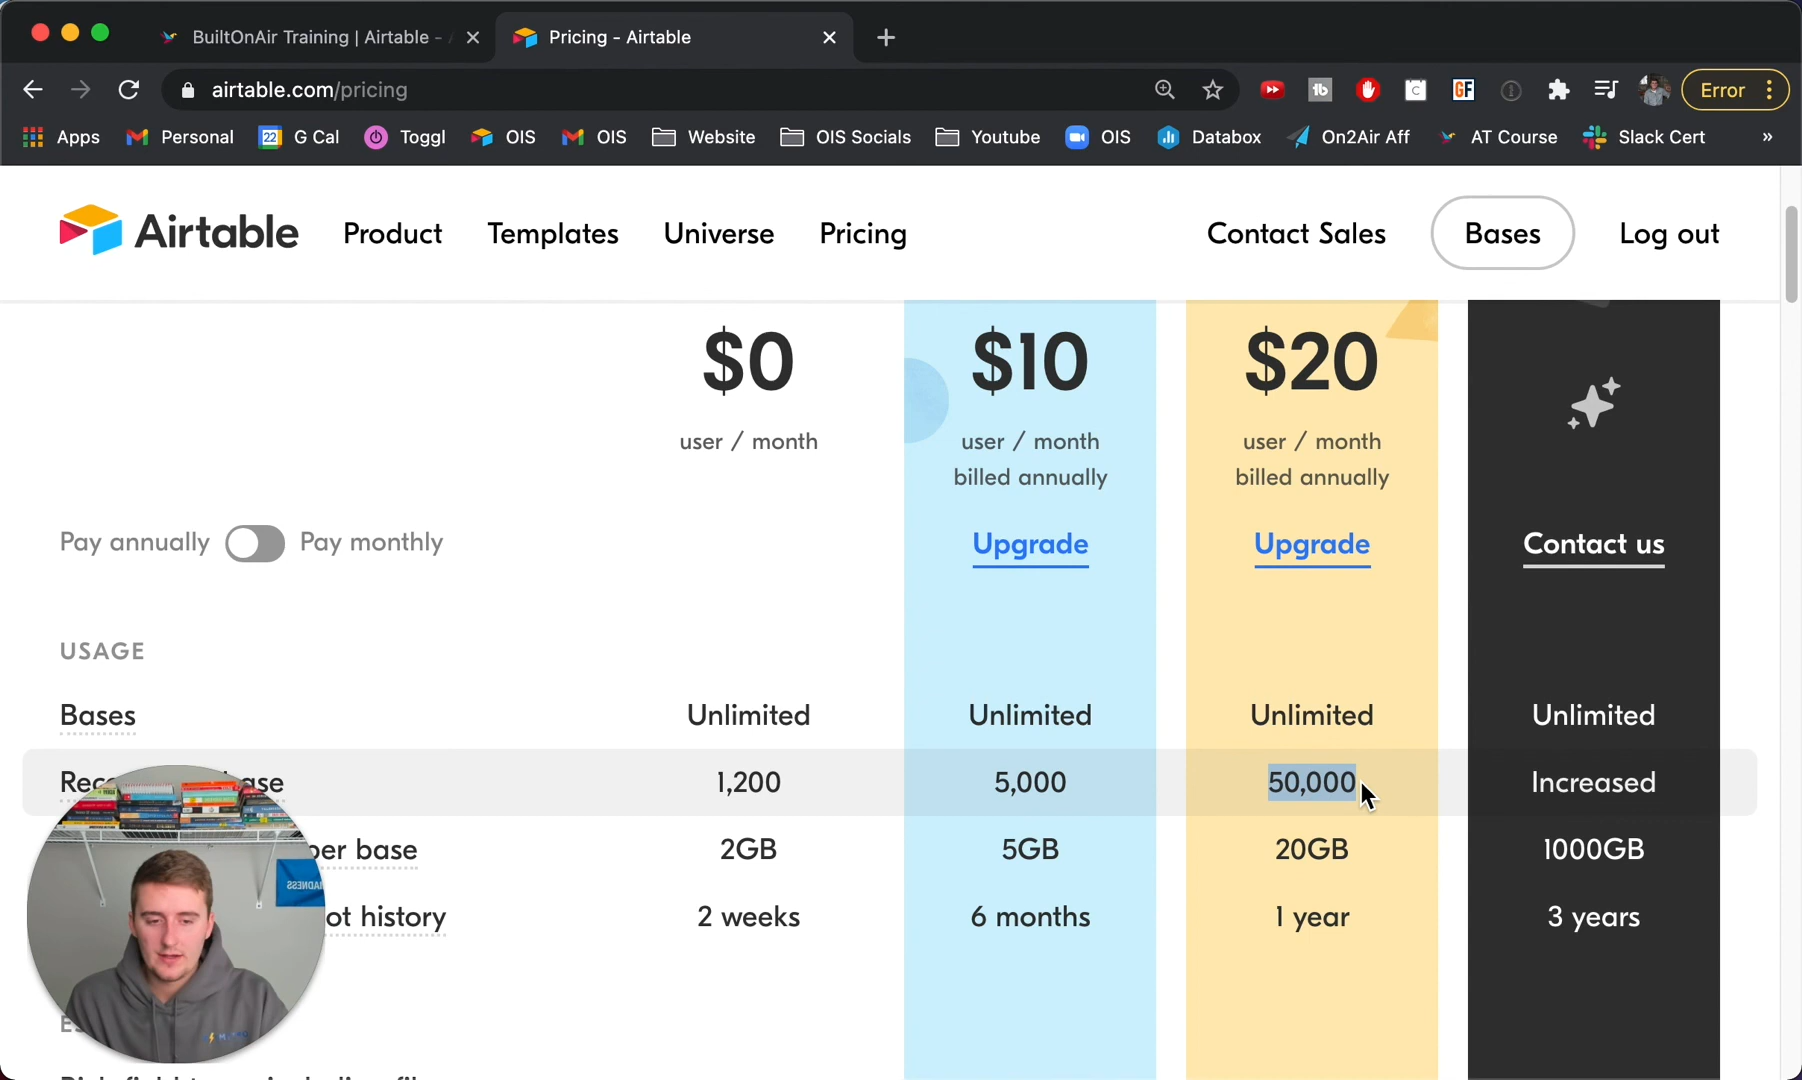 BuiltOnAir Training | Airtable -
Pricing - Airtable
airtable.com/pricing
Error
Apps
Personal
22
G Cal
Toggl
OIS
OIS
Website
OIS Socials
Youtube
OIS
Databox
On2Air Aff
AT Course
Slack Cert
»
Airtable
Product
Templates
Universe
Pricing
Contact Sales
Bases
Log out
$0
$10
$20
user / month
user / month
user / month
billed annually
billed annually
Pay annually
Pay monthly
Upgrade
Upgrade
Contact us
USAGE
Bases
Unlimited
Unlimited
Unlimited
Unlimited
1,200
5,000
50,000
Increased
per base
2GB
5GB
20GB
1000GB
history
2 weeks
6 months
1 year
3 years